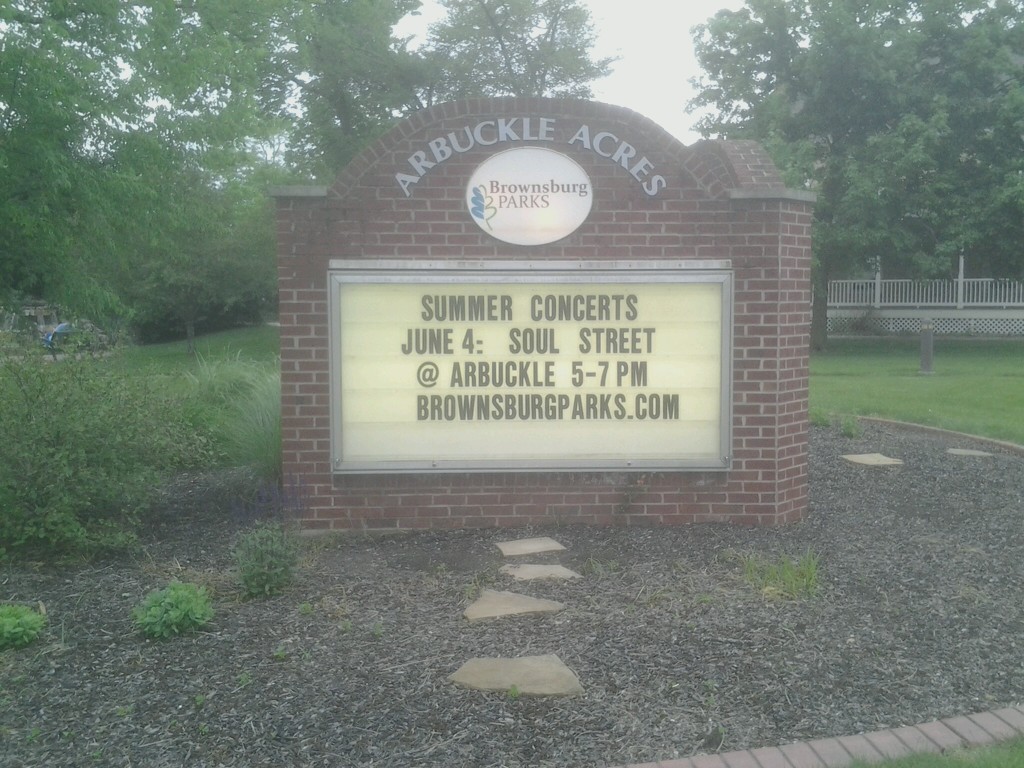 ARBUCKLE ACRES
Brownsburg
PARKS
SUMMER CONCERTS
JUNE 4: SOUL STREET
@ ARBUCKLE 5-7 PM
BROWNSBURGPARKS.COM